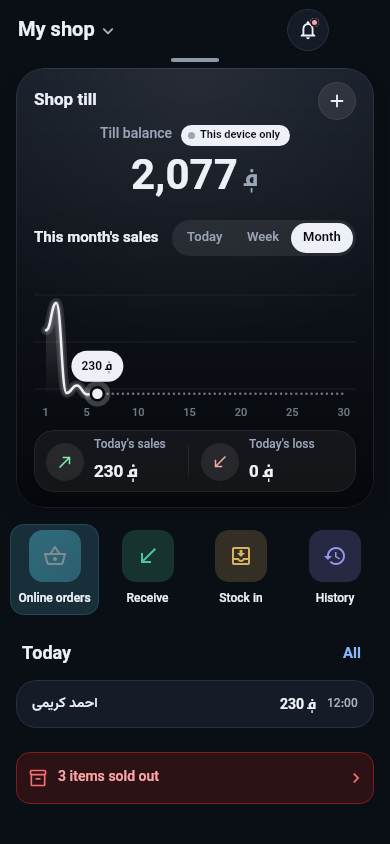 My shop
Shop till
Till balance
This device only
2,077 ؋
This month's sales
Today Week Month
230 ؋
1 5 10 15 20 25 30
Today's sales
230 ؋
Today's loss
0 ؋
Online orders
Receive
Stock in
History
Today
All
احمد کریمی
230 ؋
12:00
3 items sold out